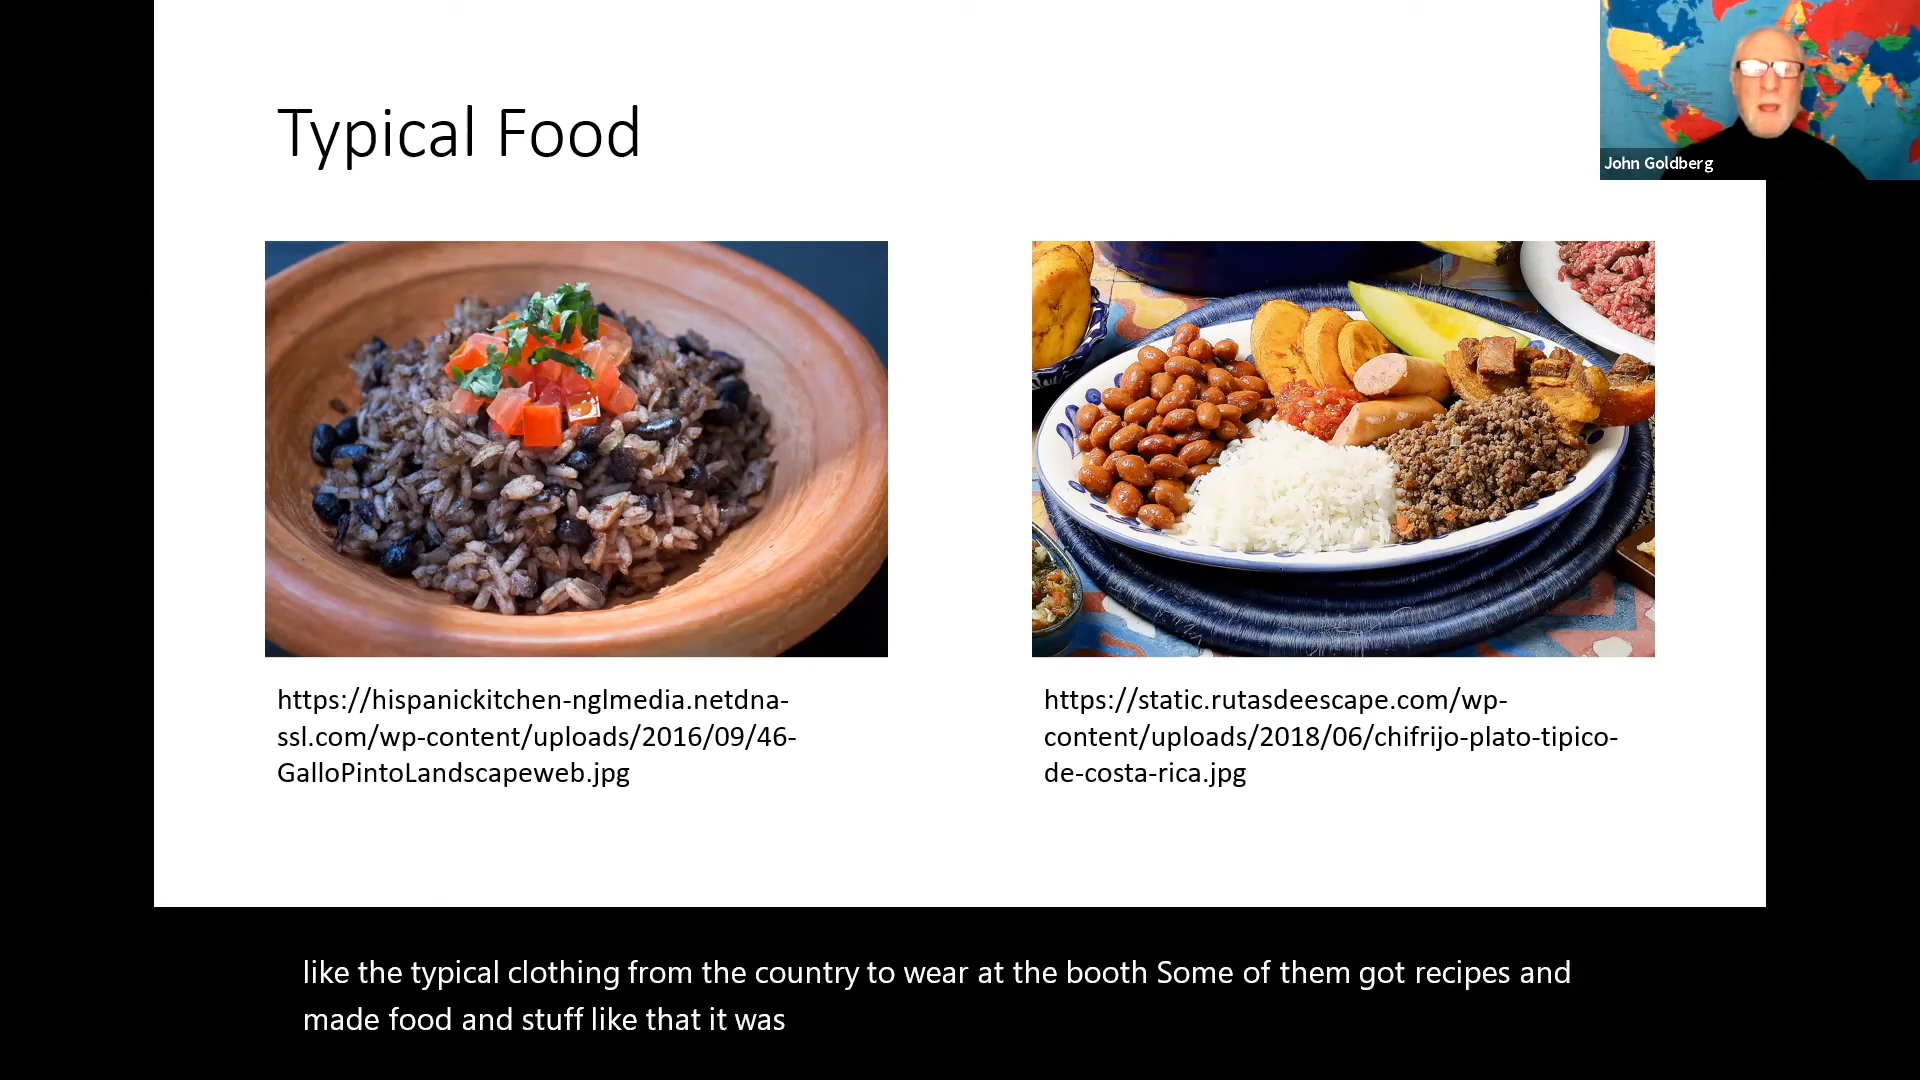 Typical Food
John Goldberg
https://hispanickitchen-nglmedia.netdna-
ssl.com/wp-content/uploads/2016/09/46-
GalloPintoLandscapeweb.jpg
https://static.rutasdeescape.com/wp-
content/uploads/2018/06/chifrijo-plato-tipico-
de-costa-rica.jpg
like the typical clothing from the country to wear at the booth Some of them got recipes and
made food and stuff like that it was